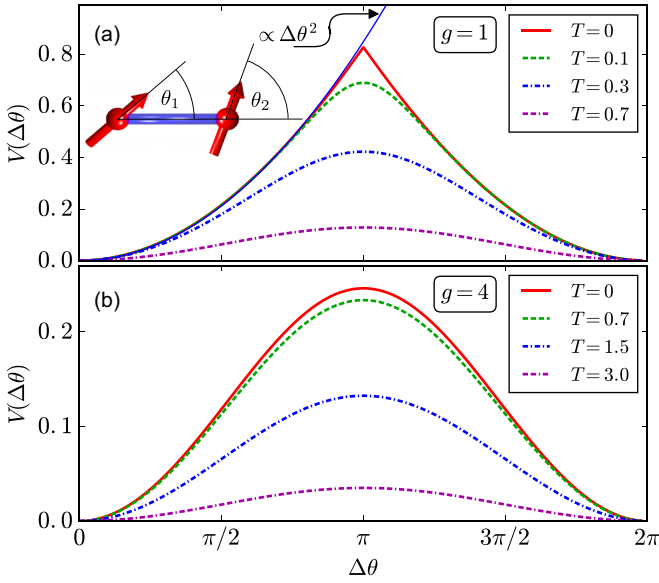 (a)
∝ Δθ²
g = 1
T = 0
T = 0.1
T = 0.3
T = 0.7
θ₁
θ₂
V(Δθ)
0.8
0.6
0.4
0.2
0.0
(b)
g = 4
T = 0
T = 0.7
T = 1.5
T = 3.0
V(Δθ)
0.2
0.1
0.0
0
π/2
π
3π/2
2π
Δθ